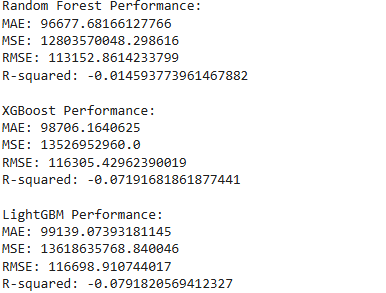 Random Forest Performance:
MAE: 96677.68166127766
MSE: 12803570048.298616
RMSE: 113152.8614233799
R-squared: -0.014593773961467882
XGBoost Performance:
MAE: 98706.1640625
MSE: 13526952960.0
RMSE: 116305.42962390019
R-squared: -0.07191681861877441
LightGBM Performance:
MAE: 99139.07393181145
MSE: 13618635768.840046
RMSE: 116698.910744017
R-squared: -0.0791820569412327